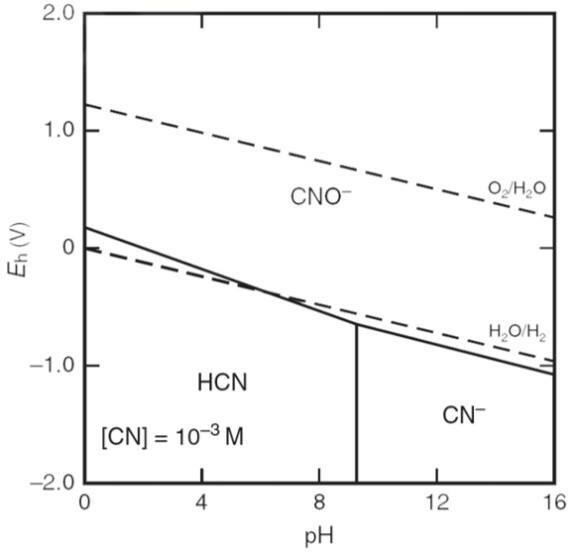 2.0
1.0
0
−1.0
−2.0
E_h (V)
O₂/H₂O
CNO⁻
H₂O/H₂
HCN
CN⁻
[CN] = 10⁻³ M
0 4 8 12 16
pH